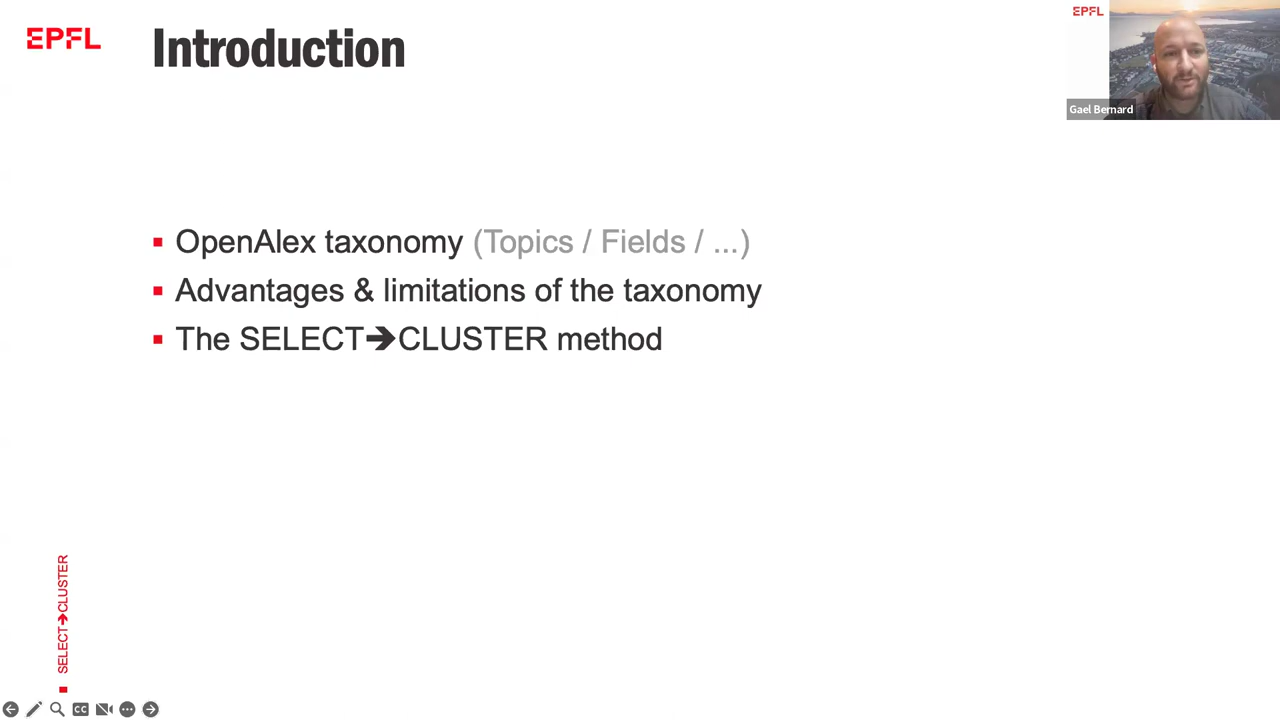 EPFL
Introduction
EPFL
Gael Bernard
OpenAlex taxonomy (Topics / Fields / ...)
Advantages & limitations of the taxonomy
The SELECT➔CLUSTER method
SELECT➔CLUSTER
CC